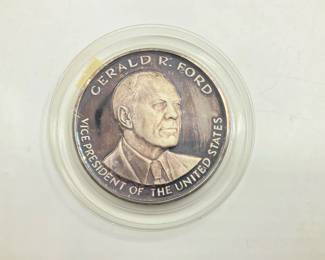 GERALD R. FORD
VICE PRESIDENT OF THE UNITED STATES